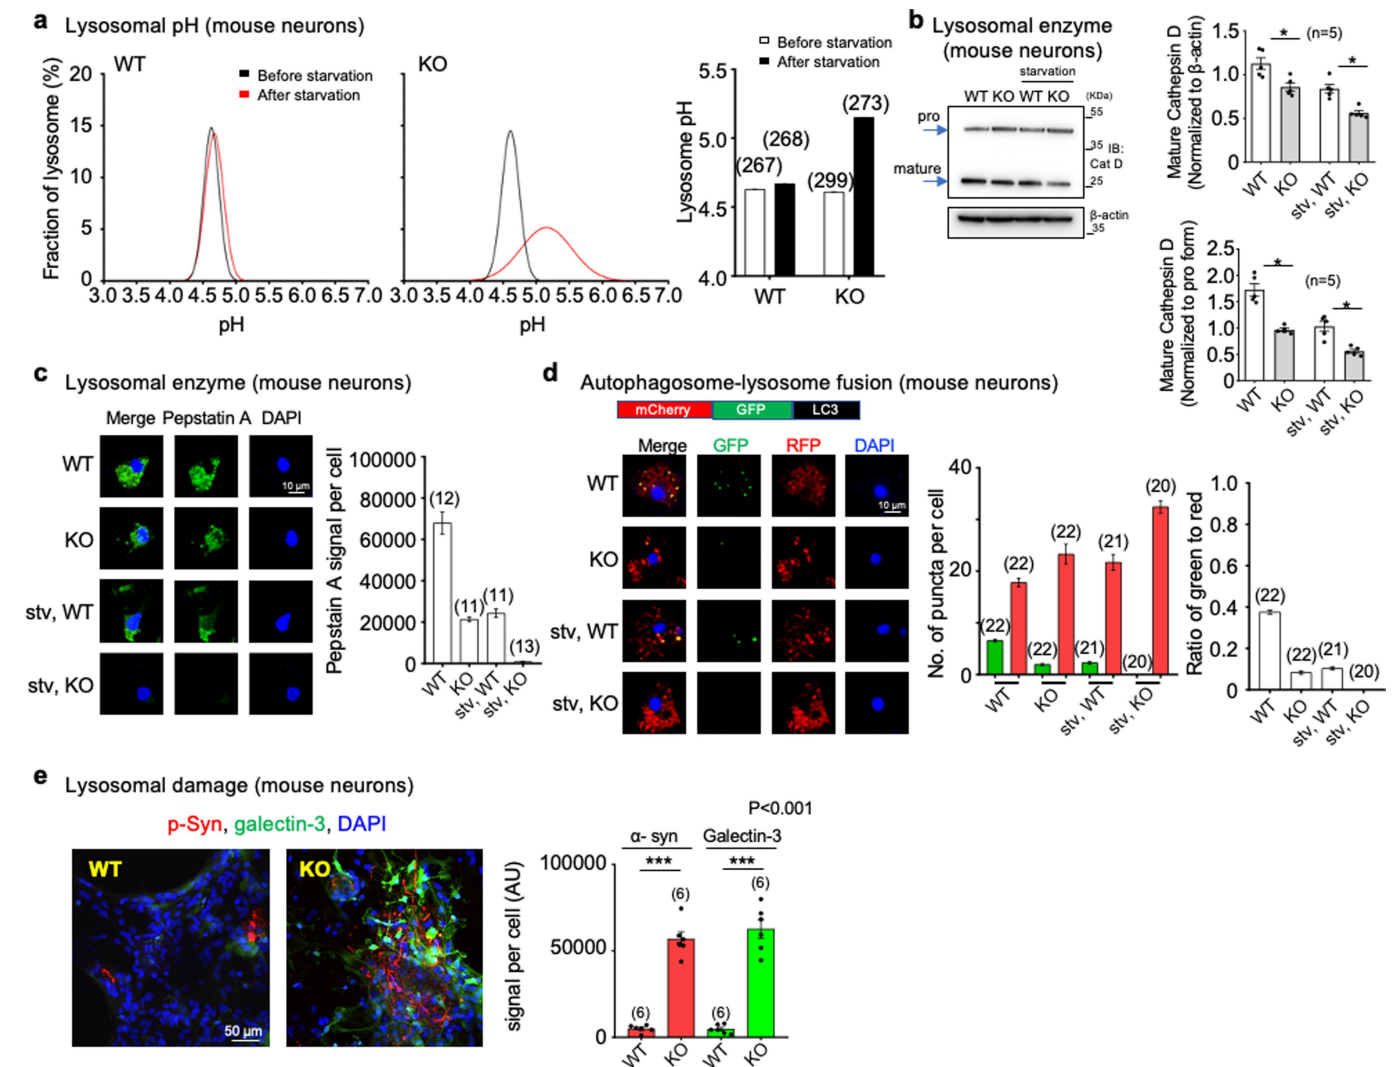 a Lysosomal pH (mouse neurons)
WT
KO
Before starvation
After starvation
Fraction of lysosome (%)
20
15
10
5
0
3.0 3.5 4.0 4.5 5.0 5.5 6.0 6.5 7.0
pH
3.0 3.5 4.0 4.5 5.0 5.5 6.0 6.5 7.0
pH
Before starvation
After starvation
Lysosome pH
5.5
5.0
4.5
4.0
(267)
(268)
(299)
(273)
WT
KO
b Lysosomal enzyme
(mouse neurons)
starvation
WT KO WT KO
(KDa)
pro
mature
55
35
IB:
Cat D
25
β-actin
35
Mature Cathepsin D
(Normalized to β-actin)
1.5
1.0
0.5
0
* (n=5)
*
WT
KO
stv, WT
stv, KO
Mature Cathepsin D
(Normalized to pro form)
2.5
2.0
1.5
1.0
0.5
0
* (n=5)
*
WT
KO
stv, WT
stv, KO
c Lysosomal enzyme (mouse neurons)
Merge Pepstatin A DAPI
WT
10 μm
KO
stv, WT
stv, KO
Pepstain A signal per cell
100000
80000
60000
40000
20000
0
(12)
(11)
(11)
(13)
WT
KO
stv, WT
stv, KO
d Autophagosome-lysosome fusion (mouse neurons)
mCherry GFP LC3
Merge GFP RFP DAPI
WT
10 μm
KO
stv, WT
stv, KO
No. of puncta per cell
40
20
0
(22)
(22)
(22)
(22)
(21)
(21)
(20)
(20)
WT
KO
stv, WT
stv, KO
Ratio of green to red
1.0
0.8
0.6
0.4
0.2
0
(22)
(22)
(21)
(20)
WT
KO
stv, WT
stv, KO
e Lysosomal damage (mouse neurons)
p-Syn, galectin-3, DAPI
WT
50 μm
KO
P<0.001
α- syn
Galectin-3
***
***
signal per cell (AU)
100000
50000
0
(6)
(6)
(6)
(6)
WT
KO
WT
KO